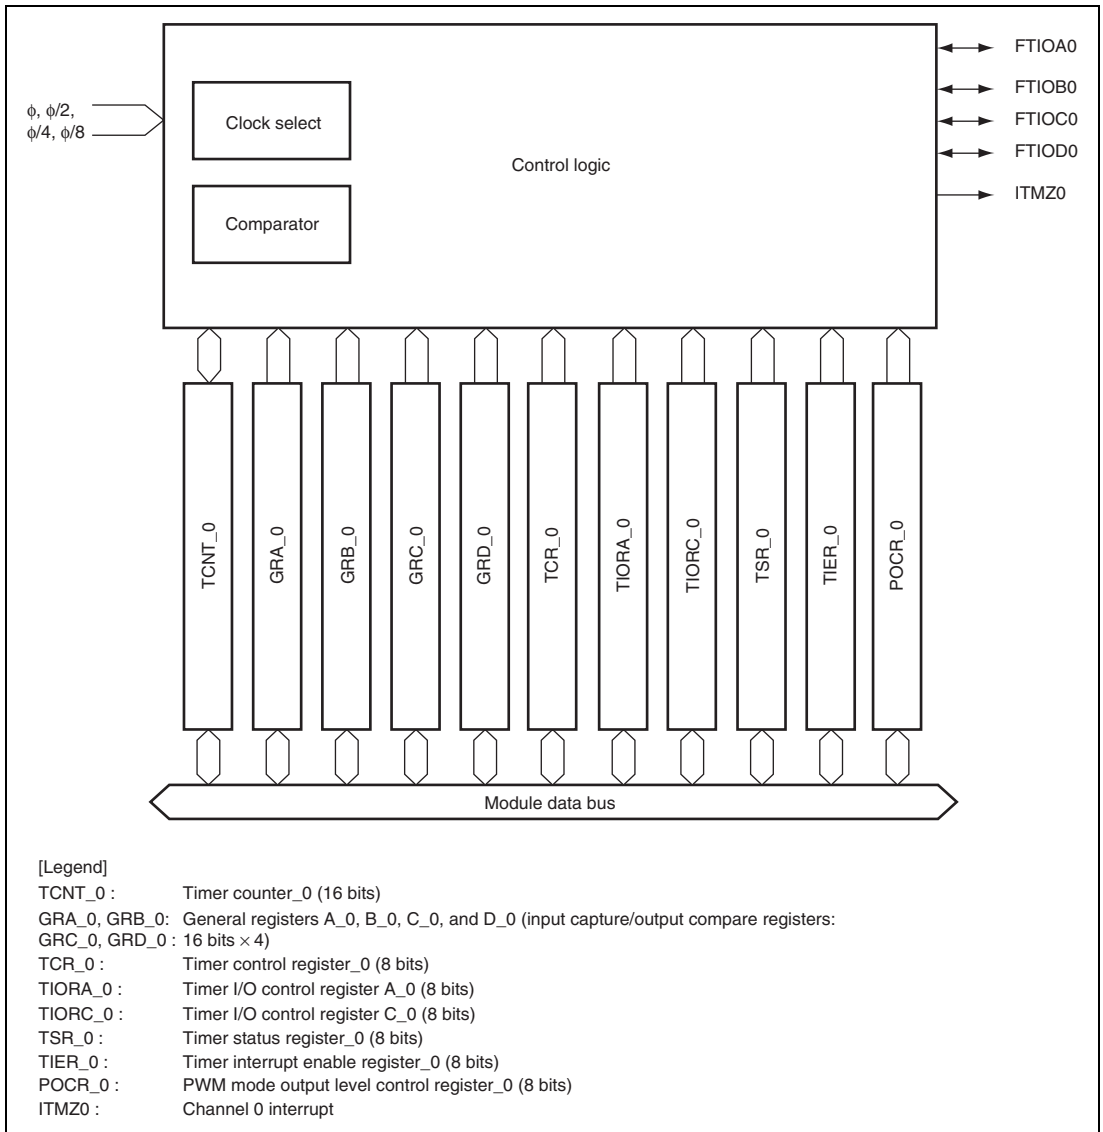 FTIOA0
φ, φ/2,
φ/4, φ/8
Clock select
FTIOB0
FTIOC0
FTIOD0
Control logic
ITMZ0
Comparator
TCNT_0
GRA_0
GRB_0
GRC_0
GRD_0
TCR_0
TIORA_0
TIORC_0
TSR_0
TIER_0
POCR_0
Module data bus
[Legend]
TCNT_0 : Timer counter_0 (16 bits)
GRA_0, GRB_0: General registers A_0, B_0, C_0, and D_0 (input capture/output compare registers:
GRC_0, GRD_0 : 16 bits × 4)
TCR_0 : Timer control register_0 (8 bits)
TIORA_0 : Timer I/O control register A_0 (8 bits)
TIORC_0 : Timer I/O control register C_0 (8 bits)
TSR_0 : Timer status register_0 (8 bits)
TIER_0 : Timer interrupt enable register_0 (8 bits)
POCR_0 : PWM mode output level control register_0 (8 bits)
ITMZ0 : Channel 0 interrupt